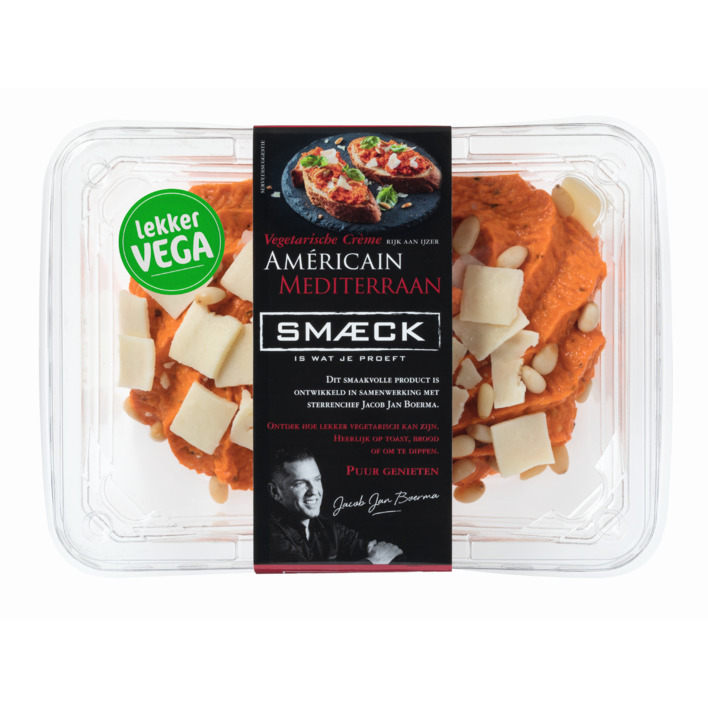 SERVEERSUGGESTIE
lekker
VEGA
Vegetarische Crème RIJK AAN IJZER
AMÉRICAIN
MEDITERRAAN
SMÆCK
IS WAT JE PROEFT
DIT SMAAKVOLLE PRODUCT IS
ONTWIKKELD IN SAMENWERKING MET
STERRENCHEF JACOB JAN BOERMA.
ONTDEK HOE LEKKER VEGETARISCH KAN ZIJN.
HEERLIJK OP TOAST, BROOD
OF OM TE DIPPEN.
PUUR GENIETEN
Jacob Jan Boerma